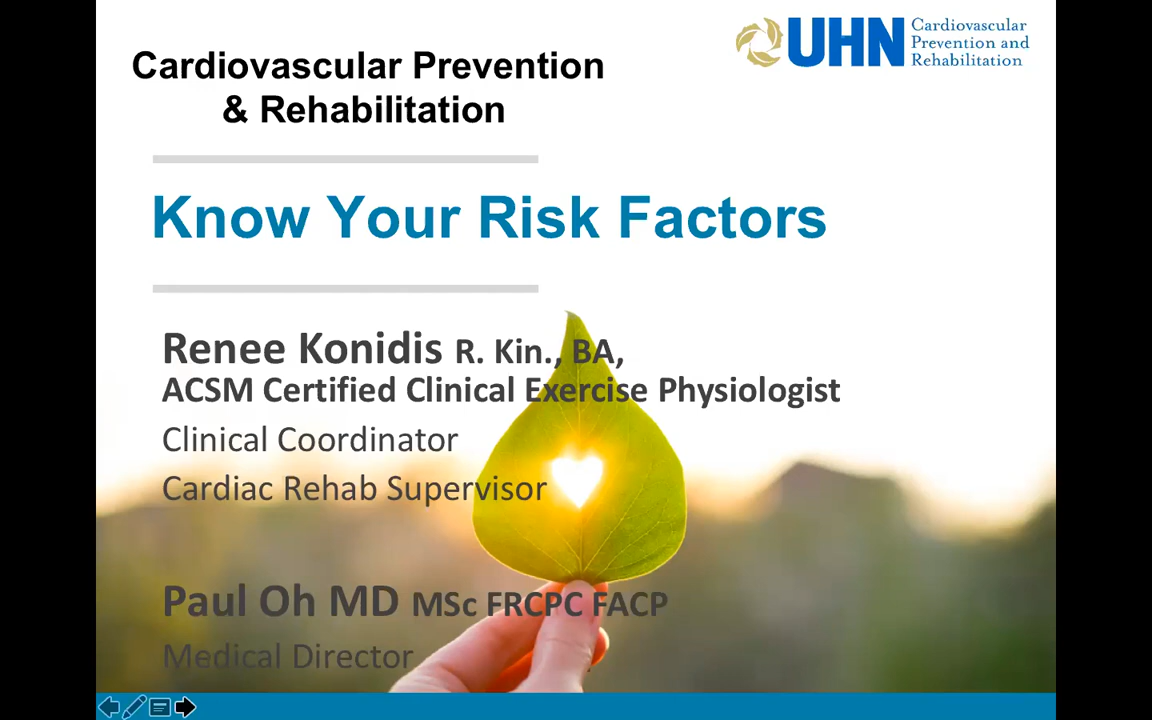 Cardiovascular Prevention
& Rehabilitation
UHN Cardiovascular
Prevention and
Rehabilitation
Know Your Risk Factors
Renee Konidis R. Kin., BA,
ACSM Certified Clinical Exercise Physiologist
Clinical Coordinator
Cardiac Rehab Supervisor
Paul Oh MD MSc FRCPC FACP
Medical Director